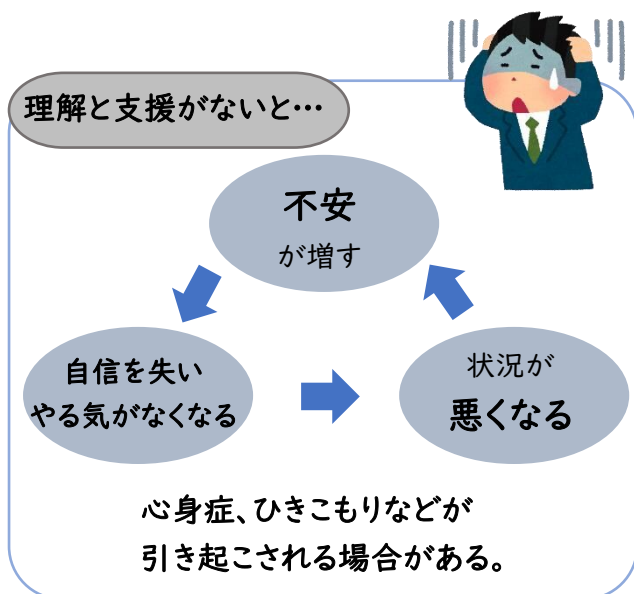 理解と支援がないと…
不安
が増す
自信を失い
やる気がなくなる
状況が
悪くなる
心身症、ひきこもりなどが
引き起こされる場合がある。